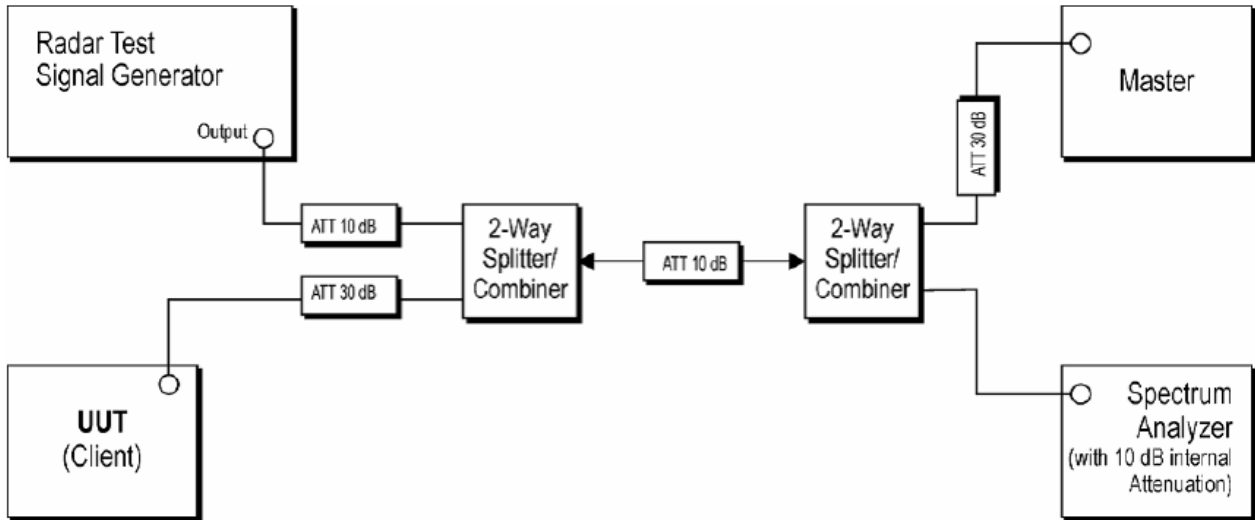 Radar Test
Signal Generator
Output
Master
ATT 30 dB
ATT 10 dB
2-Way
Splitter/
Combiner
ATT 10 dB
2-Way
Splitter/
Combiner
ATT 30 dB
UUT
(Client)
Spectrum
Analyzer
(with 10 dB internal
Attenuation)